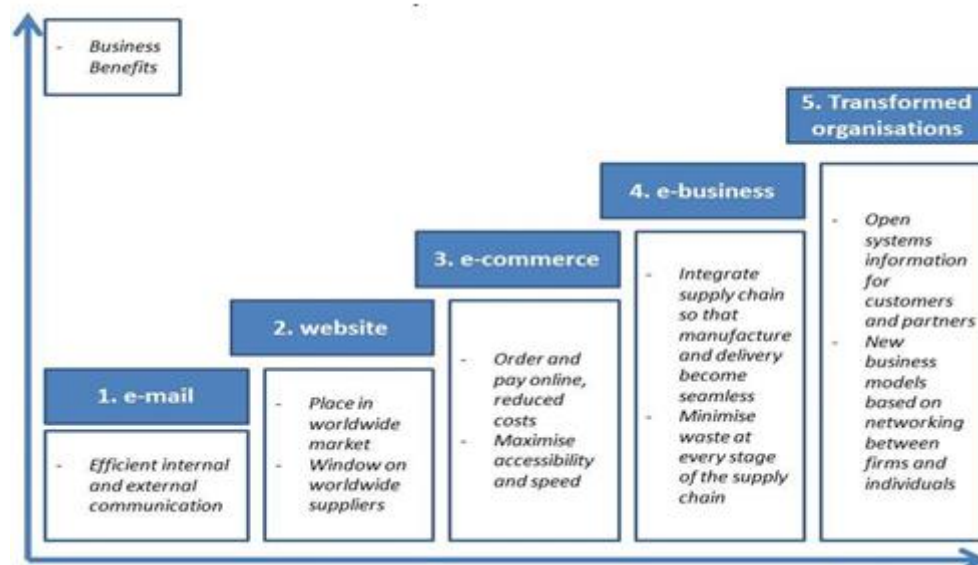 - Business
Benefits
5. Transformed
organisations
4. e-business
3. e-commerce
2. website
1. e-mail
- Efficient internal
and external
communication
- Place in
worldwide
market
- Window on
worldwide
suppliers
- Order and
pay online,
reduced
costs
- Maximise
accessibility
and speed
- Integrate
supply chain
so that
manufacture
and delivery
become
seamless
- Minimise
waste at
every stage
of the supply
chain
- Open
systems
information
for
customers
and partners
- New
business
models
based on
networking
between
firms and
individuals